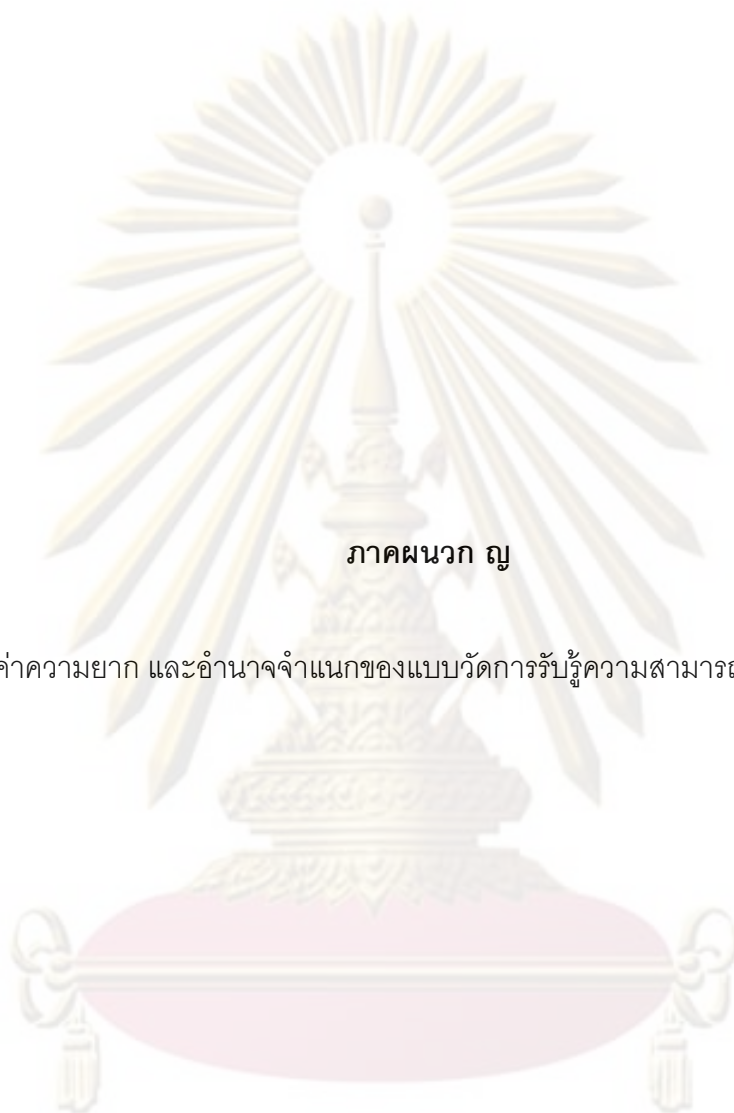 ภาคผนวก ญ
ค่าความยาก และอำนาจจำแนกของแบบวัดการรับรู้ความสามารถ